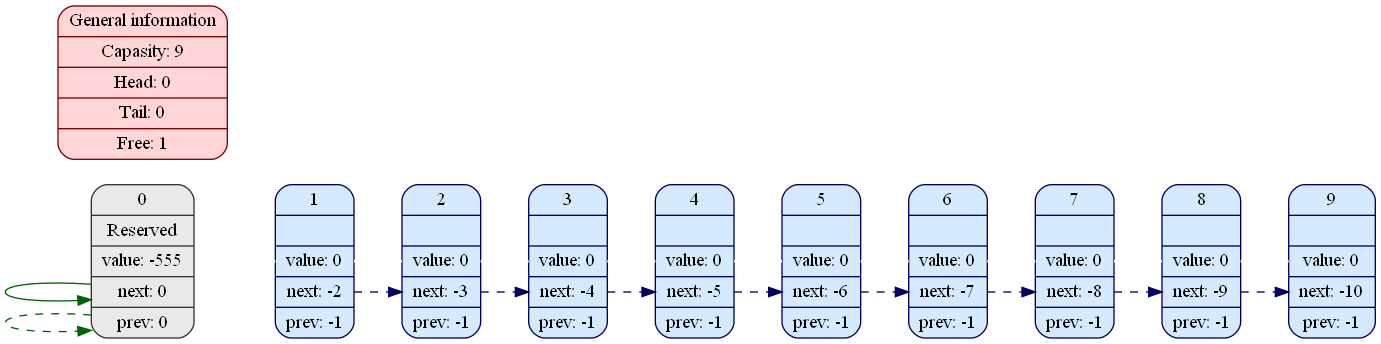 General information
Capasity: 9
Head: 0
Tail: 0
Free: 1
0
Reserved
value: -555
next: 0
prev: 0
1
value: 0
next: -2
prev: -1
2
value: 0
next: -3
prev: -1
3
value: 0
next: -4
prev: -1
4
value: 0
next: -5
prev: -1
5
value: 0
next: -6
prev: -1
6
value: 0
next: -7
prev: -1
7
value: 0
next: -8
prev: -1
8
value: 0
next: -9
prev: -1
9
value: 0
next: -10
prev: -1